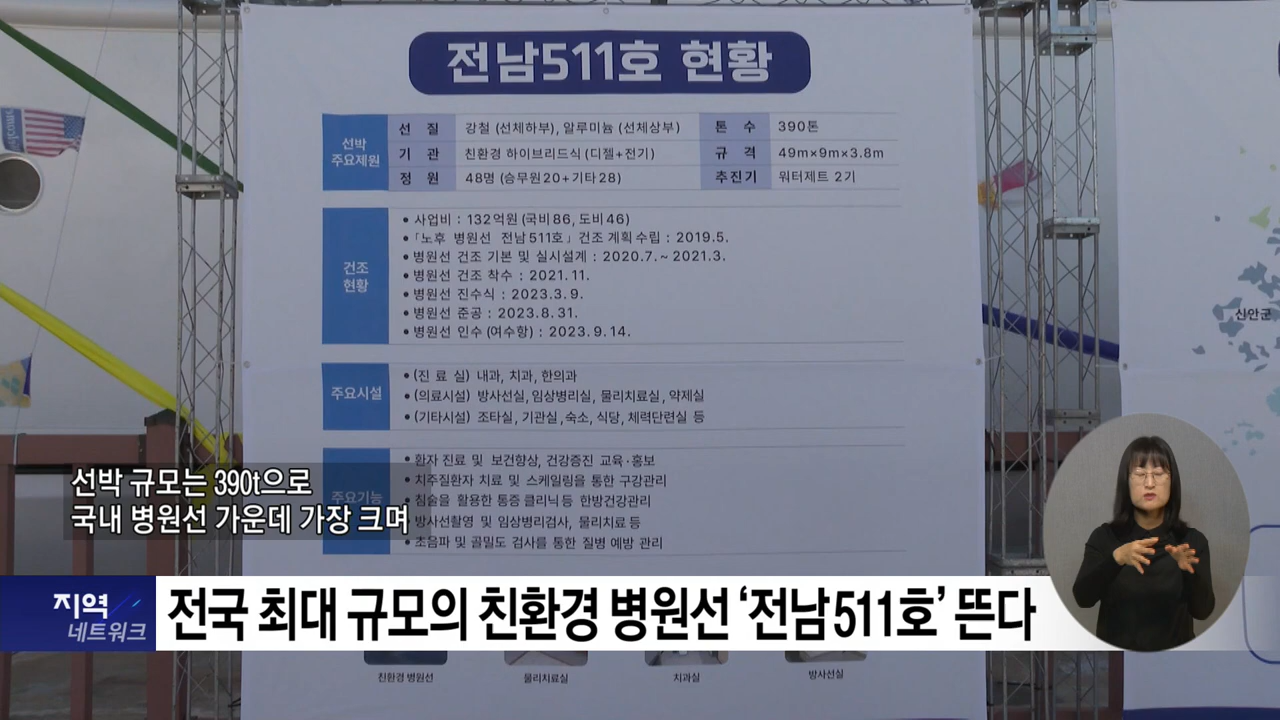 전남511호 현황
선박
주요제원
선 질 강철 (선체하부), 알루미늄 (선체상부) 톤 수 390톤
기 관 친환경 하이브리드식 (디젤+전기) 규 격 49m×9m×3.8m
정 원 48명 (승무원20+기타28) 추진기 워터제트 2기
건조
현황
• 사업비 : 132억원 (국비86, 도비46)
• 「노후 병원선 전남511호」 건조 계획 수립 : 2019.5.
• 병원선 건조 기본 및 실시설계 : 2020.7. ~ 2021.3.
• 병원선 건조 착수 : 2021.11.
• 병원선 진수식 : 2023.3.9.
• 병원선 준공 : 2023.8.31.
• 병원선 인수 (여수항) : 2023.9.14.
주요시설
• (진 료 실) 내과, 치과, 한의과
• (의료시설) 방사선실, 임상병리실, 물리치료실, 약제실
• (기타시설) 조타실, 기관실, 숙소, 식당, 체력단련실 등
주요기능
• 환자 진료 및 보건향상, 건강증진 교육·홍보
• 치주질환자 치료 및 스케일링을 통한 구강관리
• 침술을 활용한 통증 클리닉 등 한방건강관리
• 방사선촬영 및 임상병리검사, 물리치료 등
• 초음파 및 골밀도 검사를 통한 질병 예방 관리
welcome
신안군
선박 규모는 390t으로
국내 병원선 가운데 가장 크며
지역
네트워크
전국 최대 규모의 친환경 병원선 ‘전남511호’ 뜬다
친환경 병원선 물리치료실 치과실 방사선실